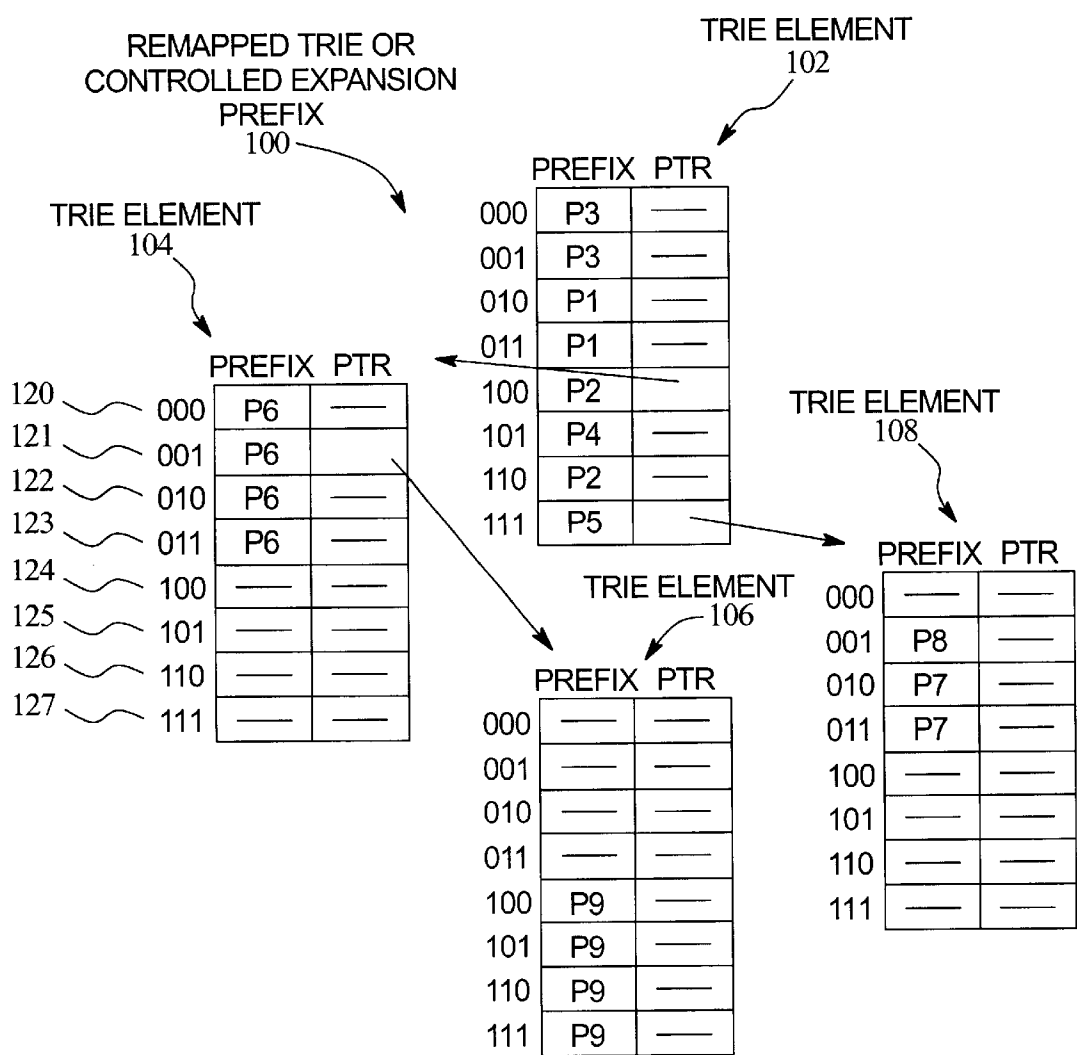 REMAPPED TRIE OR
CONTROLLED EXPANSION
PREFIX
100
TRIE ELEMENT
102
PREFIX PTR
000 P3 —
001 P3 —
010 P1 —
011 P1 —
100 P2
101 P4 —
110 P2 —
111 P5
TRIE ELEMENT
104
PREFIX PTR
120 000 P6 —
121 001 P6
122 010 P6 —
123 011 P6 —
124 100 — —
125 101 — —
126 110 — —
127 111 — —
TRIE ELEMENT
106
PREFIX PTR
000 — —
001 — —
010 — —
011 — —
100 P9 —
101 P9 —
110 P9 —
111 P9 —
TRIE ELEMENT
108
PREFIX PTR
000 — —
001 P8 —
010 P7 —
011 P7 —
100 — —
101 — —
110 — —
111 — —